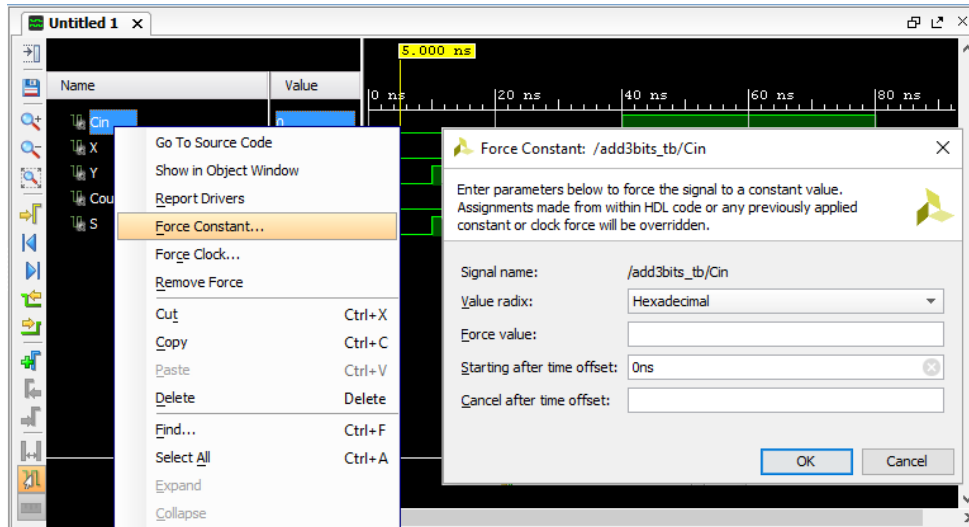 Untitled 1
5.000 ns
Name Value
0 ns 20 ns 40 ns 60 ns 80 ns
Cin 0
X
Y
Cou
S
Go To Source Code
Show in Object Window
Report Drivers
Force Constant...
Force Clock...
Remove Force
Cut Ctrl+X
Copy Ctrl+C
Paste Ctrl+V
Delete Delete
Find... Ctrl+F
Select All Ctrl+A
Expand
Collapse
Force Constant: /add3bits_tb/Cin
Enter parameters below to force the signal to a constant value.
Assignments made from within HDL code or any previously applied
constant or clock force will be overridden.
Signal name: /add3bits_tb/Cin
Value radix: Hexadecimal
Force value:
Starting after time offset: 0ns
Cancel after time offset:
OK Cancel